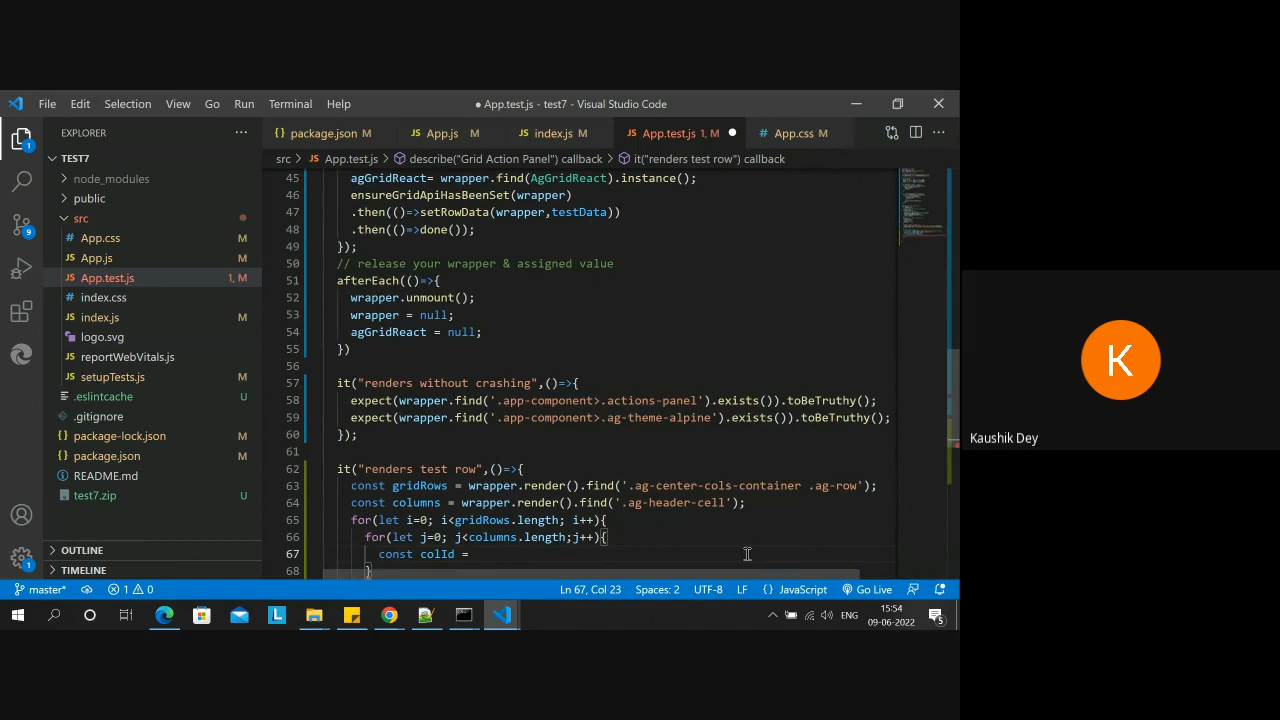 File Edit Selection View Go Run Terminal Help
● App.test.js - test7 - Visual Studio Code
EXPLORER
TEST7
node_modules
public
src
App.css M
App.js M
App.test.js 1, M
index.css
index.js M
logo.svg
reportWebVitals.js
setupTests.js M
.eslintcache U
.gitignore
package-lock.json M
package.json M
README.md
test7.zip U
OUTLINE
TIMELINE
package.json M
App.js M
index.js M
App.test.js 1, M
App.css M
src > App.test.js > describe("Grid Action Panel") callback > it("renders test row") callback
45 agGridReact= wrapper.find(AgGridReact).instance();
46 ensureGridApiHasBeenSet(wrapper)
47 .then(()=>setRowData(wrapper,testData))
48 .then(()=>done());
49 });
50 // release your wrapper & assigned value
51 afterEach(()=>{
52 wrapper.unmount();
53 wrapper = null;
54 agGridReact = null;
55 })
56
57 it("renders without crashing",()=>{
58 expect(wrapper.find('.app-component>.actions-panel').exists()).toBeTruthy();
59 expect(wrapper.find('.app-component>.ag-theme-alpine').exists()).toBeTruthy();
60 });
61
62 it("renders test row",()=>{
63 const gridRows = wrapper.render().find('.ag-center-cols-container .ag-row');
64 const columns = wrapper.render().find('.ag-header-cell');
65 for(let i=0; i<gridRows.length; i++){
66 for(let j=0; j<columns.length;j++){
67 const colId =
68 }
master* 1 0
Ln 67, Col 23 Spaces: 2 UTF-8 LF JavaScript Go Live
ENG
15:54
09-06-2022
K
Kaushik Dey